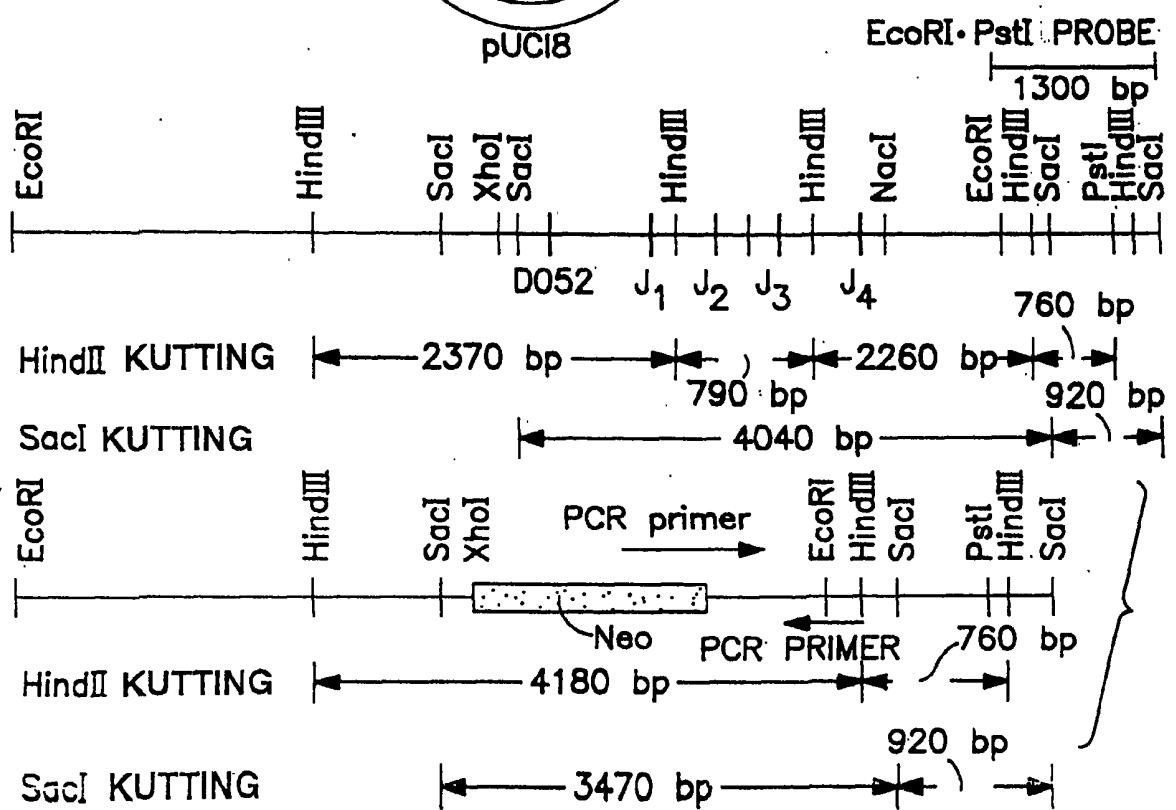 pUC18
EcoRI•PstI PROBE
1300 bp
EcoRI
HindIII
SacI
XhoI
SacI
HindIII
HindIII
NacI
EcoRI
HindIII
SacI
PstI
HindIII
SacI
D052
J1
J2
J3
J4
760 bp
HindII KUTTING
2370 bp
2260 bp
790 bp
920 bp
SacI KUTTING
4040 bp
EcoRI
HindIII
SacI
XhoI
PCR primer
EcoRI
HindIII
SacI
PstI
HindIII
SacI
Neo
PCR PRIMER
760 bp
HindII KUTTING
4180 bp
920 bp
SacI KUTTING
3470 bp